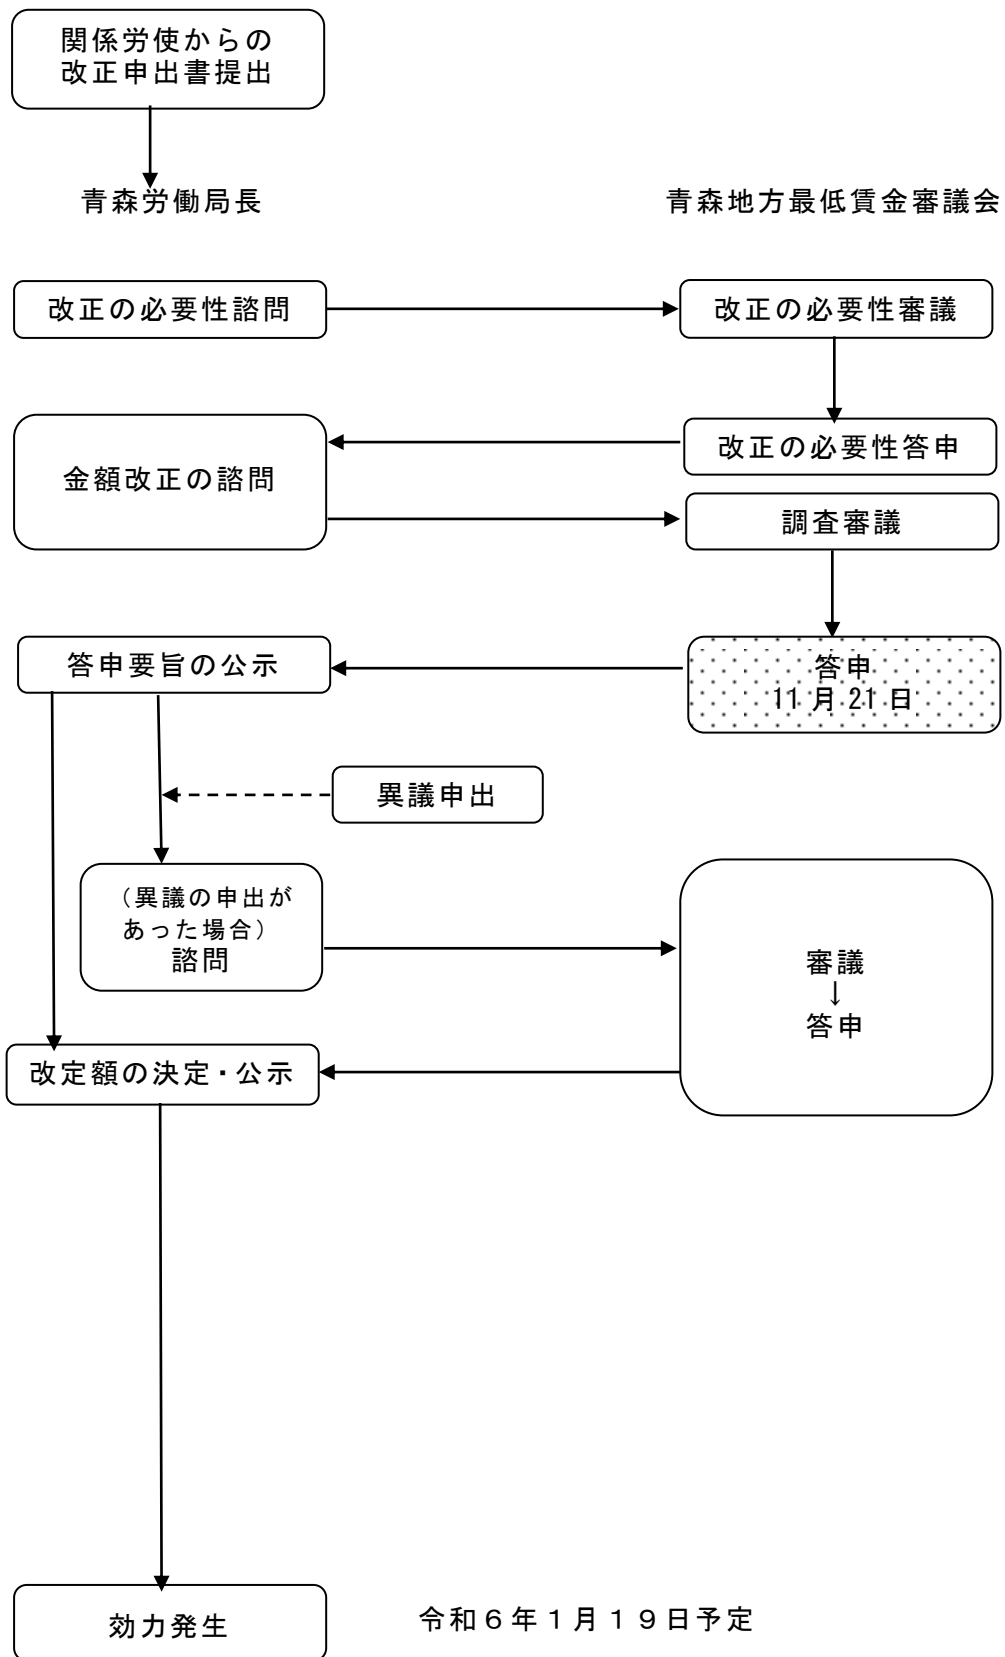 関係労使からの
改正申出書提出
青森労働局長
青森地方最低賃金審議会
改正の必要性諮問
改正の必要性審議
改正の必要性答申
金額改正の諮問
調査審議
答申要旨の公示
答申
11月21日
異議申出
（異議の申出が
あった場合）
諮問
審議
↓
答申
改定額の決定・公示
効力発生
令和６年１月１９日予定